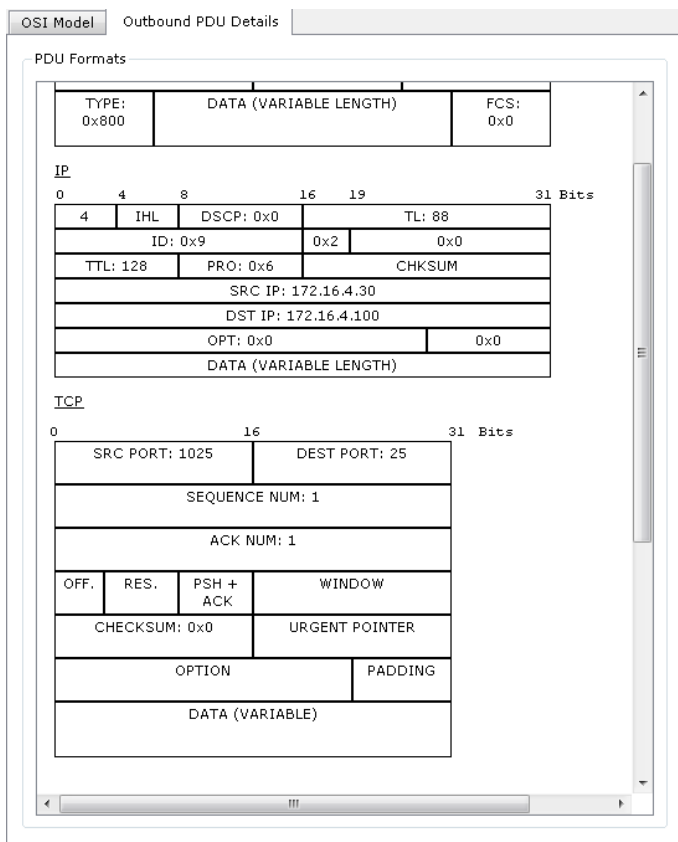 OSI Model Outbound PDU Details
PDU Formats
TYPE: 0x800 DATA (VARIABLE LENGTH) FCS: 0x0
IP
0 4 8 16 19 31 Bits
4 IHL DSCP: 0x0 TL: 88
ID: 0x9 0x2 0x0
TTL: 128 PRO: 0x6 CHKSUM
SRC IP: 172.16.4.30
DST IP: 172.16.4.100
OPT: 0x0 0x0
DATA (VARIABLE LENGTH)
TCP
0 16 31 Bits
SRC PORT: 1025 DEST PORT: 25
SEQUENCE NUM: 1
ACK NUM: 1
OFF. RES. PSH + ACK WINDOW
CHECKSUM: 0x0 URGENT POINTER
OPTION PADDING
DATA (VARIABLE)